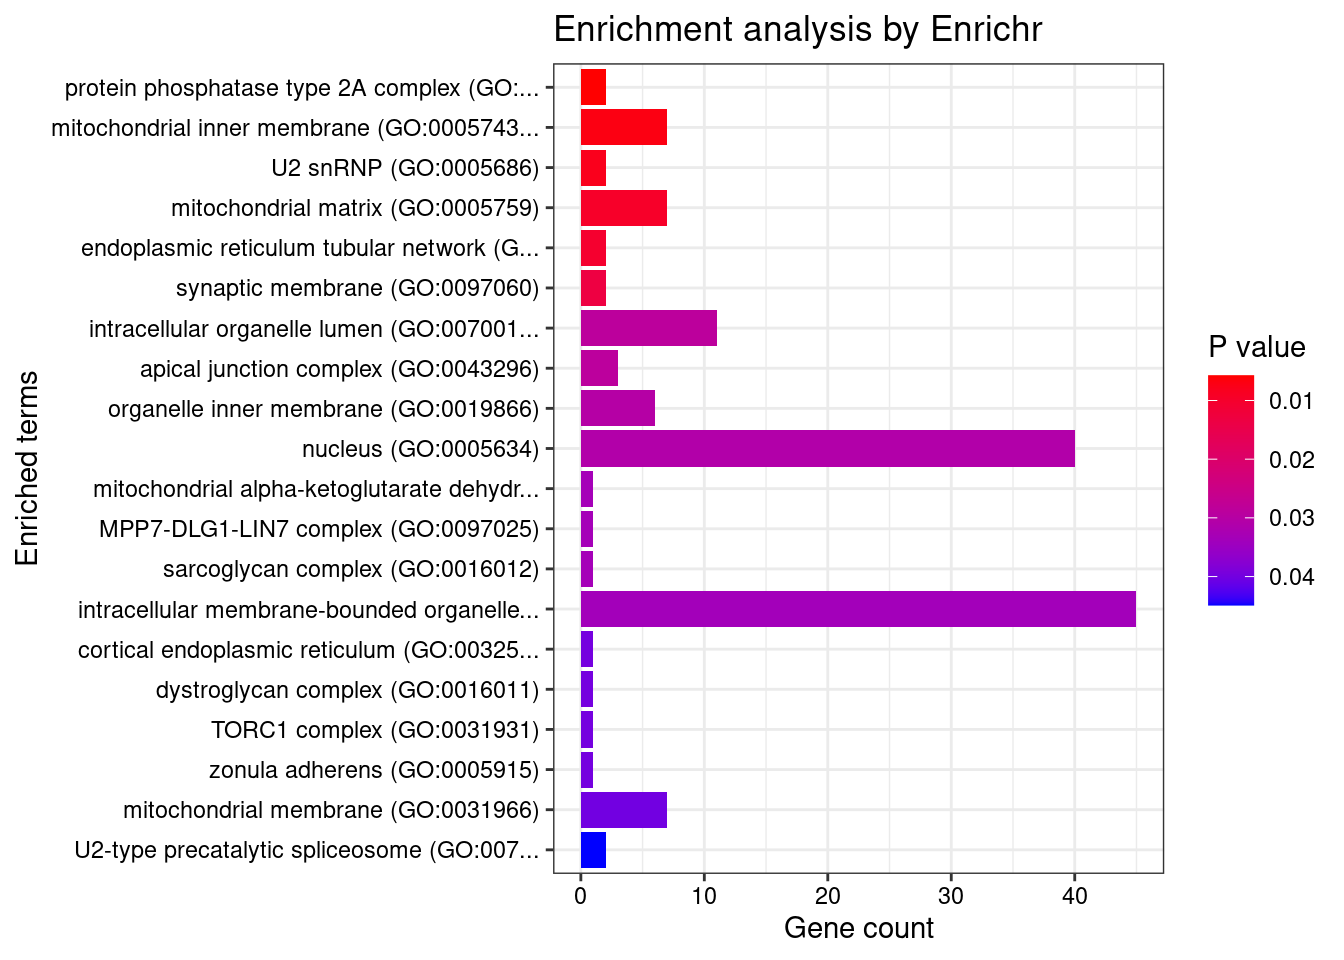 Enrichment analysis by Enrichr
protein phosphatase type 2A complex (GO:...
mitochondrial inner membrane (GO:0005743...
U2 snRNP (GO:0005686)
mitochondrial matrix (GO:0005759)
endoplasmic reticulum tubular network (G...
synaptic membrane (GO:0097060)
intracellular organelle lumen (GO:007001...
apical junction complex (GO:0043296)
organelle inner membrane (GO:0019866)
nucleus (GO:0005634)
mitochondrial alpha-ketoglutarate dehydr...
MPP7-DLG1-LIN7 complex (GO:0097025)
sarcoglycan complex (GO:0016012)
intracellular membrane-bounded organelle...
cortical endoplasmic reticulum (GO:00325...
dystroglycan complex (GO:0016011)
TORC1 complex (GO:0031931)
zonula adherens (GO:0005915)
mitochondrial membrane (GO:0031966)
U2-type precatalytic spliceosome (GO:007...
Enriched terms
0 10 20 30 40
Gene count
P value
0.01
0.02
0.03
0.04